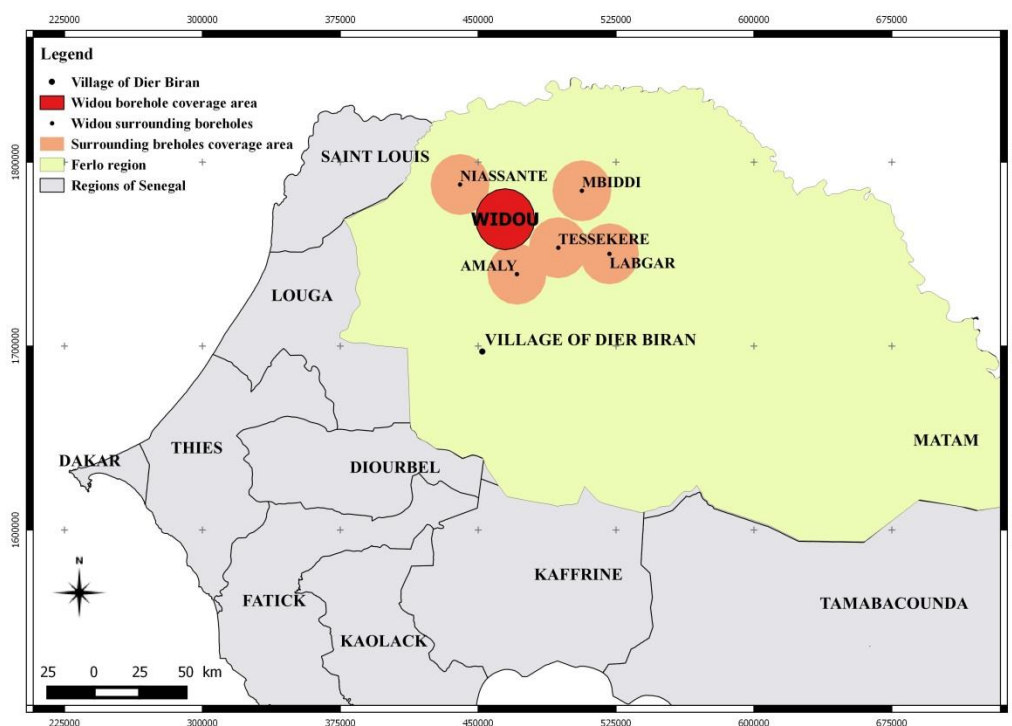 225000 300000 375000 450000 525000 600000 675000
Legend
Village of Dier Biran
Widou borehole coverage area
Widou surrounding boreholes
Surrounding breholes coverage area
Ferlo region
Regions of Senegal
SAINT LOUIS
1800000 1800000
NIASSANTE
MBIDDI
WIDOU
TESSEKERE
AMALY
LABGAR
LOUGA
VILLAGE OF DIER BIRAN
1700000 1700000
MATAM
THIES
DAKAR
DIOURBEL
1600000 1600000
N
KAFFRINE
FATICK
TAMABACOUNDA
KAOLACK
25 0 25 50 km
225000 300000 375000 450000 525000 600000 675000